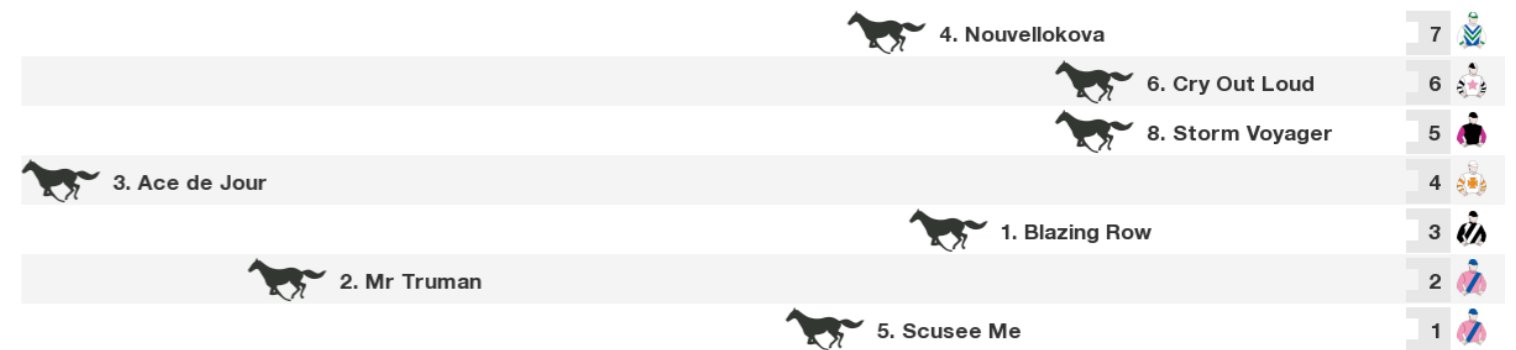 4. Nouvellokova 7
6. Cry Out Loud 6
8. Storm Voyager 5
3. Ace de Jour 4
1. Blazing Row 3
2. Mr Truman 2
5. Scusee Me 1